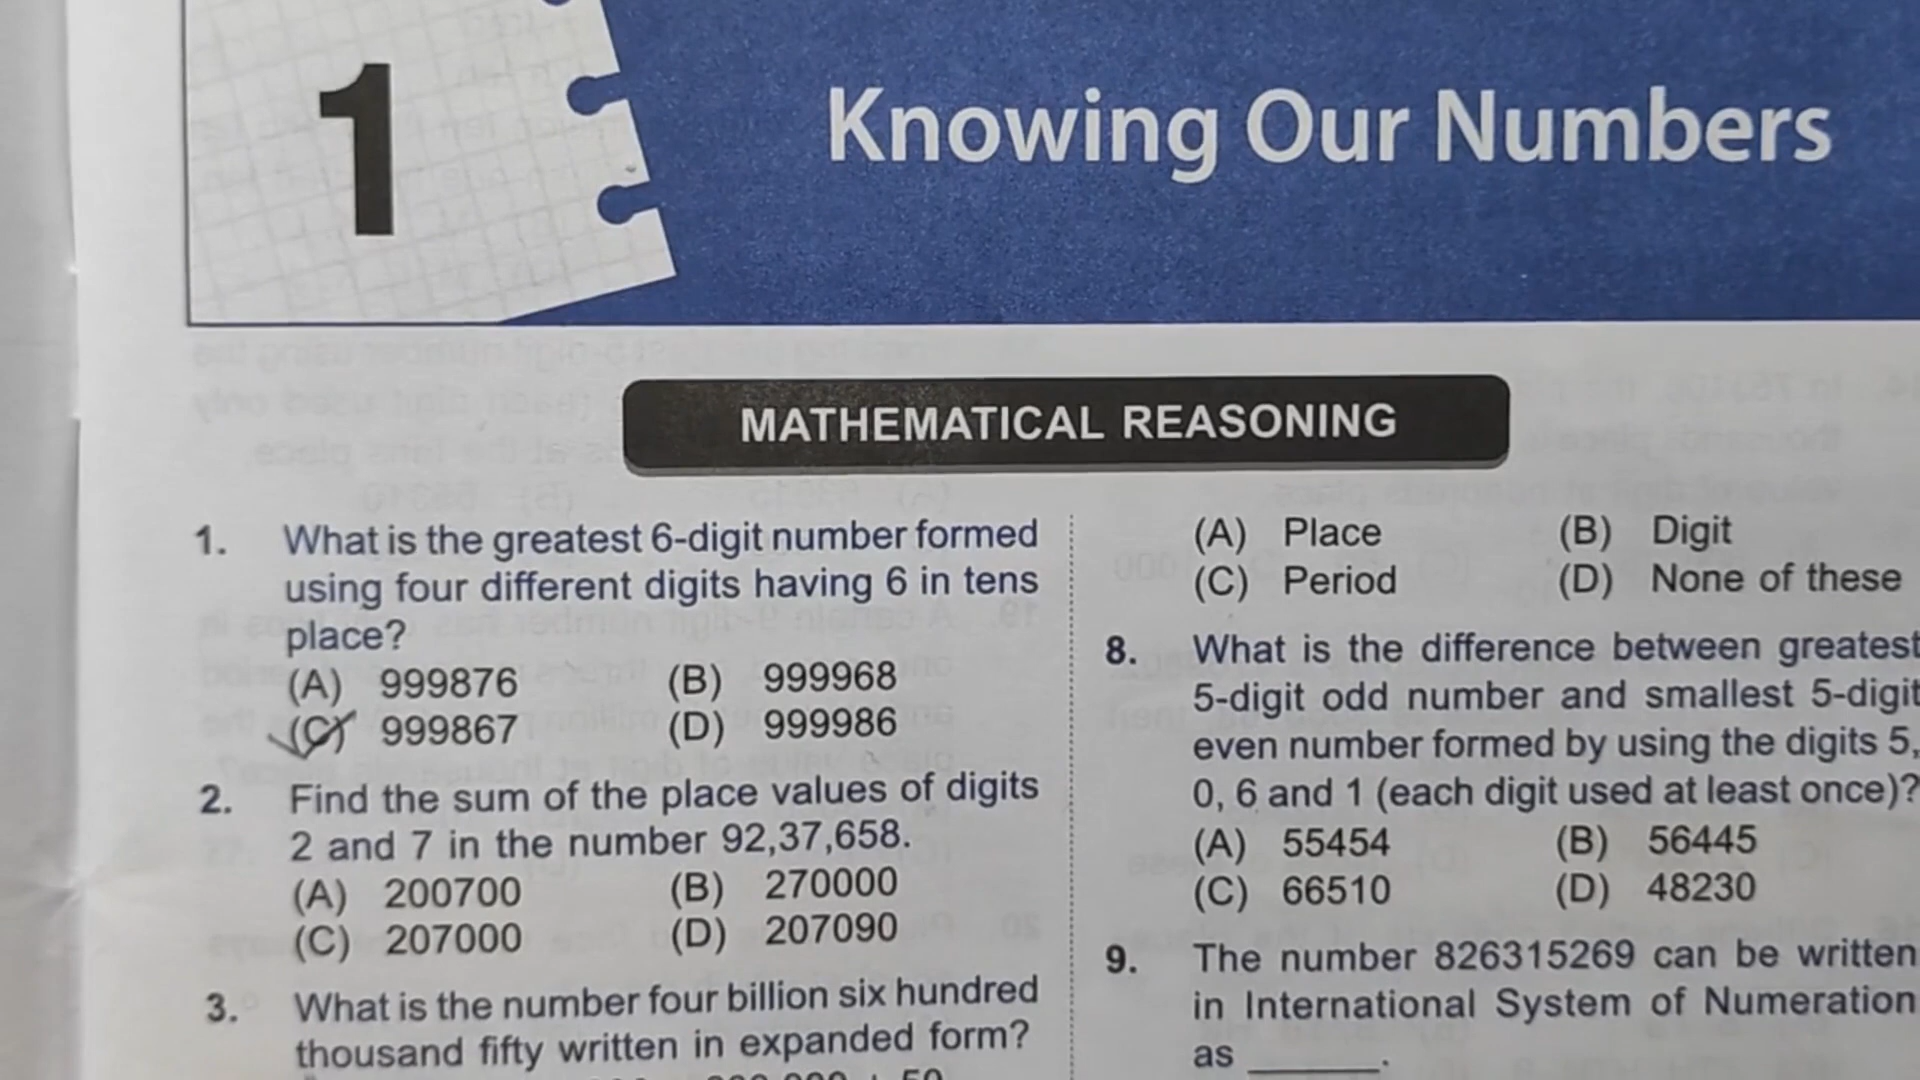 1
Knowing Our Numbers
MATHEMATICAL REASONING
1. What is the greatest 6-digit number formed
using four different digits having 6 in tens
place?
(A) 999876 (B) 999968
(C) 999867 (D) 999986
2. Find the sum of the place values of digits
2 and 7 in the number 92,37,658.
(A) 200700 (B) 270000
(C) 207000 (D) 207090
3. What is the number four billion six hundred
thousand fifty written in expanded form?
(A) Place (B) Digit
(C) Period (D) None of these
8. What is the difference between greatest
5-digit odd number and smallest 5-digit
even number formed by using the digits 5,
0, 6 and 1 (each digit used at least once)?
(A) 55454 (B) 56445
(C) 66510 (D) 48230
9. The number 826315269 can be written
in International System of Numeration
as ______.